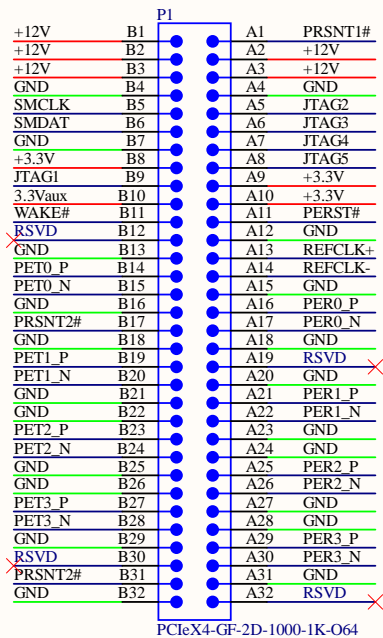 P1
+12V B1 A1 PRSNT1#
+12V B2 A2 +12V
+12V B3 A3 +12V
GND B4 A4 GND
SMCLK B5 A5 JTAG2
SMDAT B6 A6 JTAG3
GND B7 A7 JTAG4
+3.3V B8 A8 JTAG5
JTAG1 B9 A9 +3.3V
3.3Vaux B10 A10 +3.3V
WAKE# B11 A11 PERST#
RSVD B12 A12 GND
GND B13 A13 REFCLK+
PET0_P B14 A14 REFCLK-
PET0_N B15 A15 GND
GND B16 A16 PER0_P
PRSNT2# B17 A17 PER0_N
GND B18 A18 GND
PET1_P B19 A19 RSVD
PET1_N B20 A20 GND
GND B21 A21 PER1_P
GND B22 A22 PER1_N
PET2_P B23 A23 GND
PET2_N B24 A24 GND
GND B25 A25 PER2_P
GND B26 A26 PER2_N
PET3_P B27 A27 GND
PET3_N B28 A28 GND
GND B29 A29 PER3_P
RSVD B30 A30 PER3_N
PRSNT2# B31 A31 GND
GND B32 A32 RSVD
PCIeX4-GF-2D-1000-1K-O64